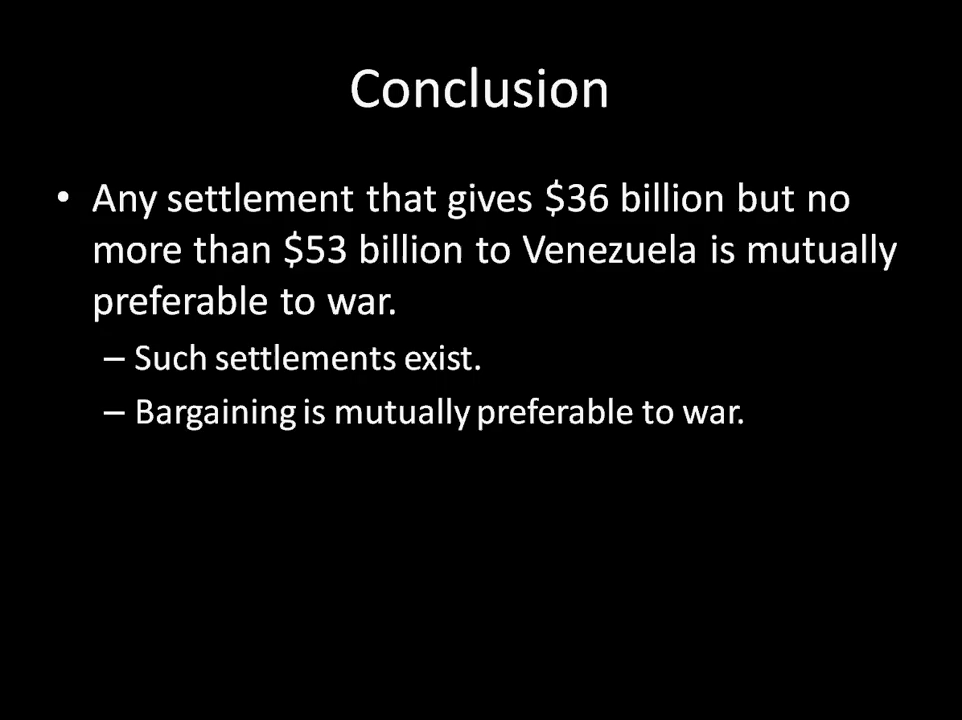 Conclusion
• Any settlement that gives $36 billion but no
more than $53 billion to Venezuela is mutually
preferable to war.
– Such settlements exist.
– Bargaining is mutually preferable to war.